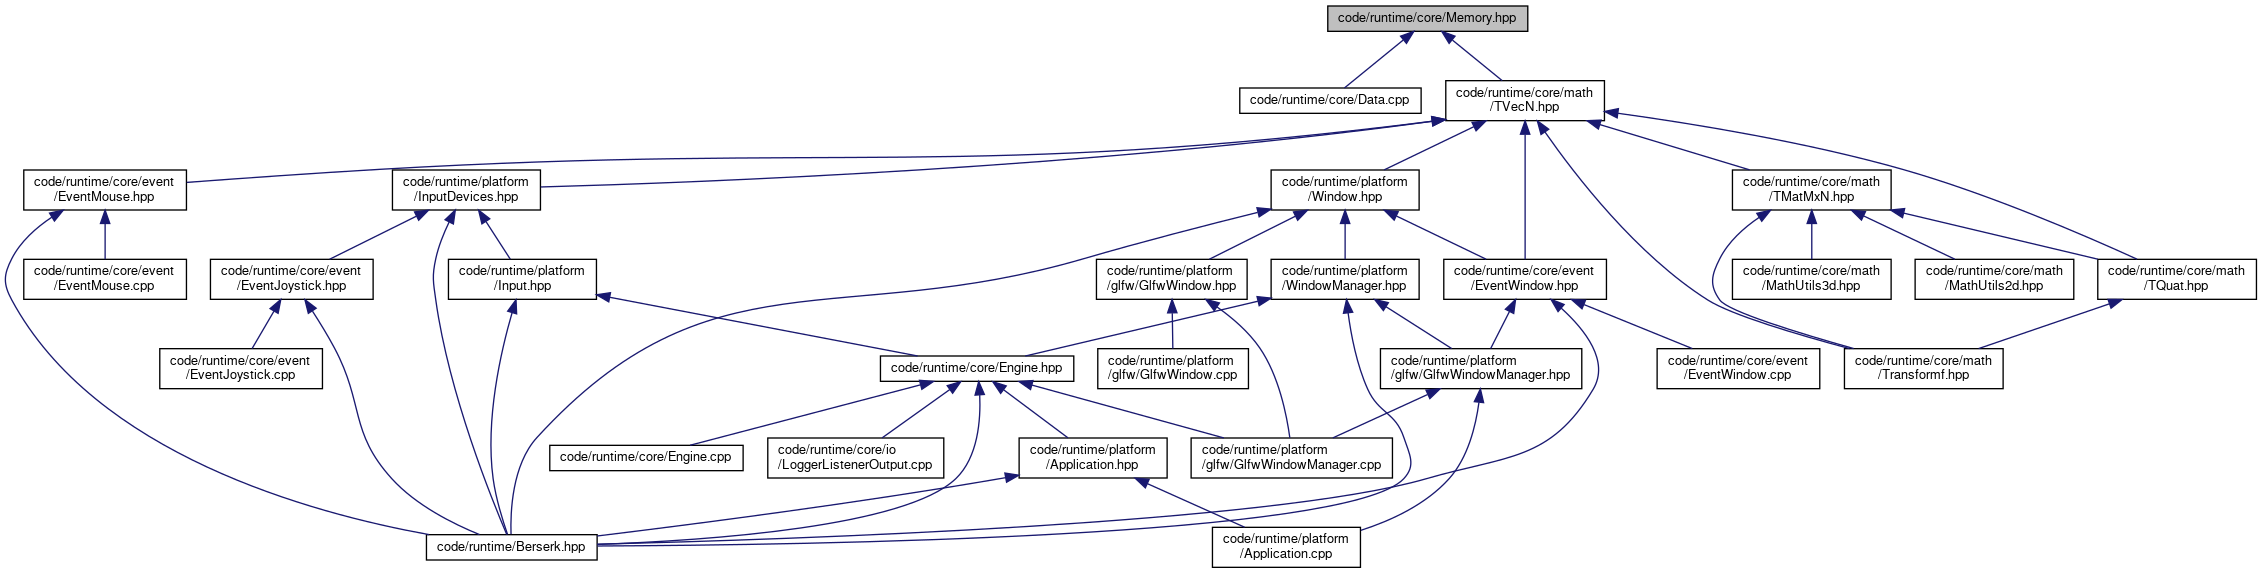 code/runtime/core/Memory.hpp
code/runtime/core/Data.cpp
code/runtime/core/math
/TVecN.hpp
code/runtime/core/event
/EventMouse.hpp
code/runtime/platform
/InputDevices.hpp
code/runtime/platform
/Window.hpp
code/runtime/core/math
/TMatMxN.hpp
code/runtime/core/event
/EventMouse.cpp
code/runtime/core/event
/EventJoystick.hpp
code/runtime/platform
/Input.hpp
code/runtime/platform
/glfw/GlfwWindow.hpp
code/runtime/platform
/WindowManager.hpp
code/runtime/core/event
/EventWindow.hpp
code/runtime/core/math
/MathUtils3d.hpp
code/runtime/core/math
/MathUtils2d.hpp
code/runtime/core/math
/TQuat.hpp
code/runtime/core/event
/EventJoystick.cpp
code/runtime/core/Engine.hpp
code/runtime/platform
/glfw/GlfwWindow.cpp
code/runtime/platform
/glfw/GlfwWindowManager.hpp
code/runtime/core/event
/EventWindow.cpp
code/runtime/core/math
/Transformf.hpp
code/runtime/core/Engine.cpp
code/runtime/core/io
/LoggerListenerOutput.cpp
code/runtime/platform
/Application.hpp
code/runtime/platform
/glfw/GlfwWindowManager.cpp
code/runtime/Berserk.hpp
code/runtime/platform
/Application.cpp